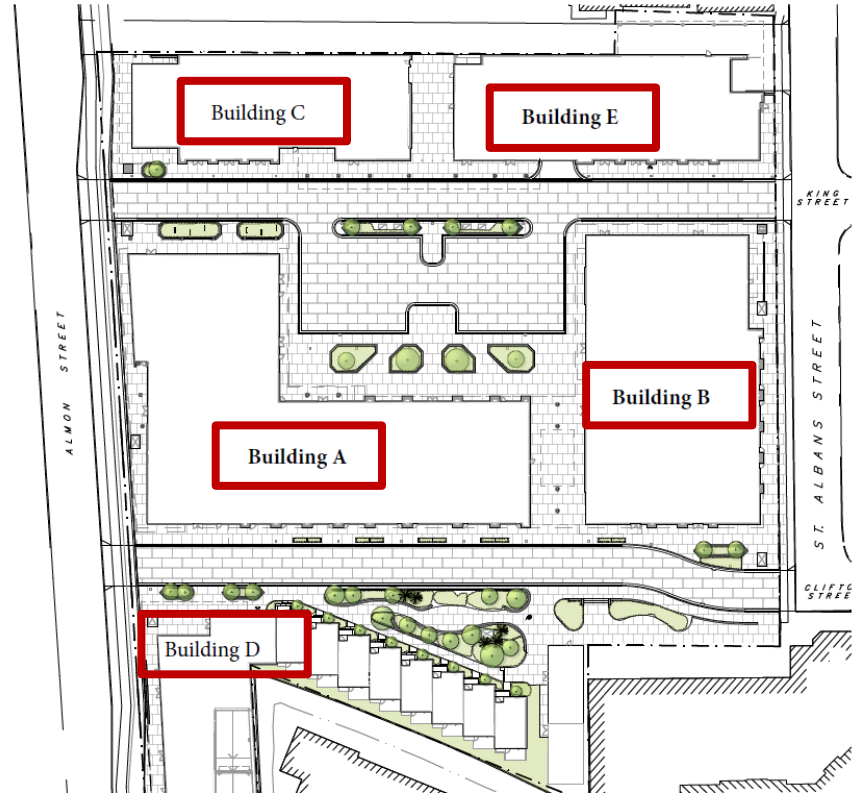 Building C
Building E
KING
STREET
ALMON STREET
Building B
ST. ALBANS STREET
Building A
CLIFTO
STREE
Building D